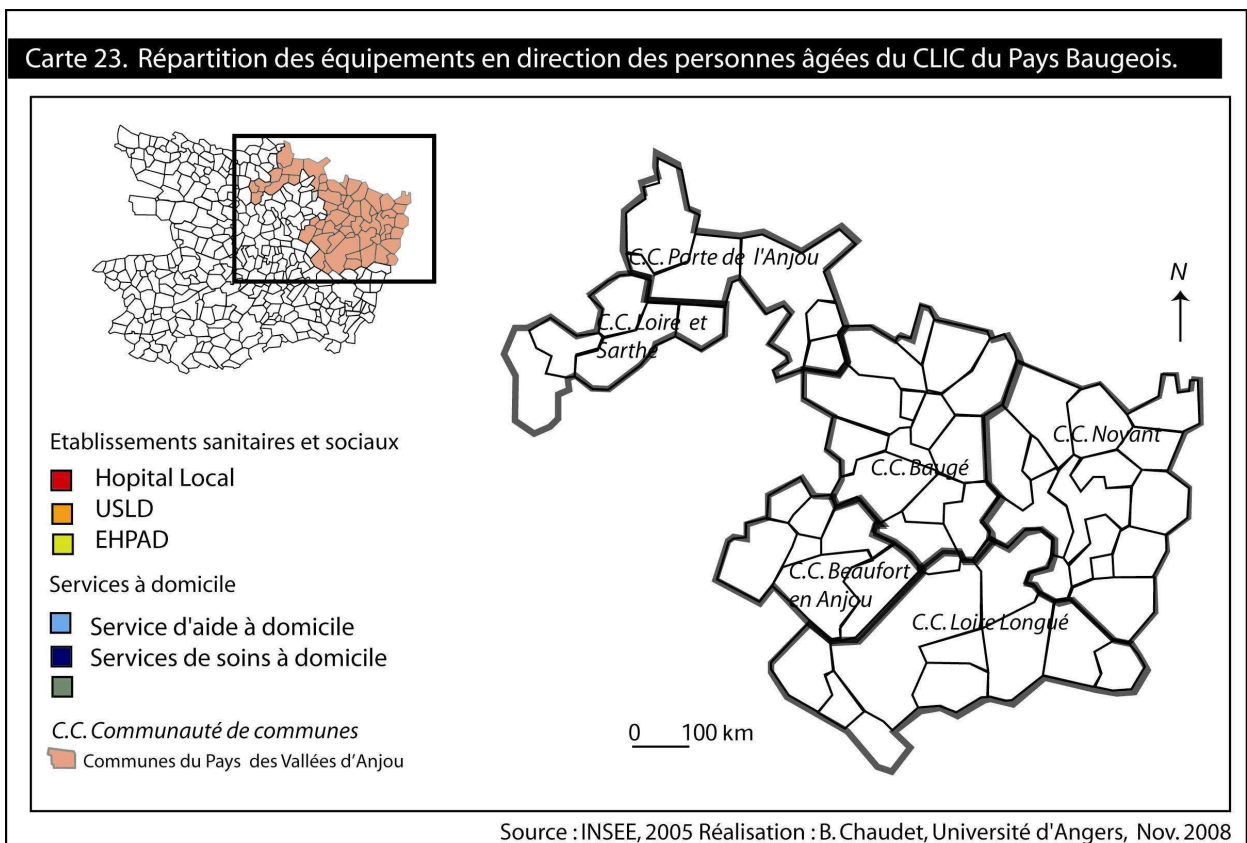 Carte 23. Répartition des équipements en direction des personnes âgées du CLIC du Pays Baugeois.
C.C. Porte de l'Anjou
N
C.C. Loire et
Sarthe
Etablissements sanitaires et sociaux
C.C. Noyant
Hopital Local
C.C. Baugé
USLD
EHPAD
Services à domicile
C.C. Beaufort
en Anjou
Service d'aide à domicile
C.C. Loire Longué
Services de soins à domicile
C.C. Communauté de communes
0 100 km
Communes du Pays des Vallées d'Anjou
Source : INSEE, 2005 Réalisation : B. Chaudet, Université d'Angers, Nov. 2008